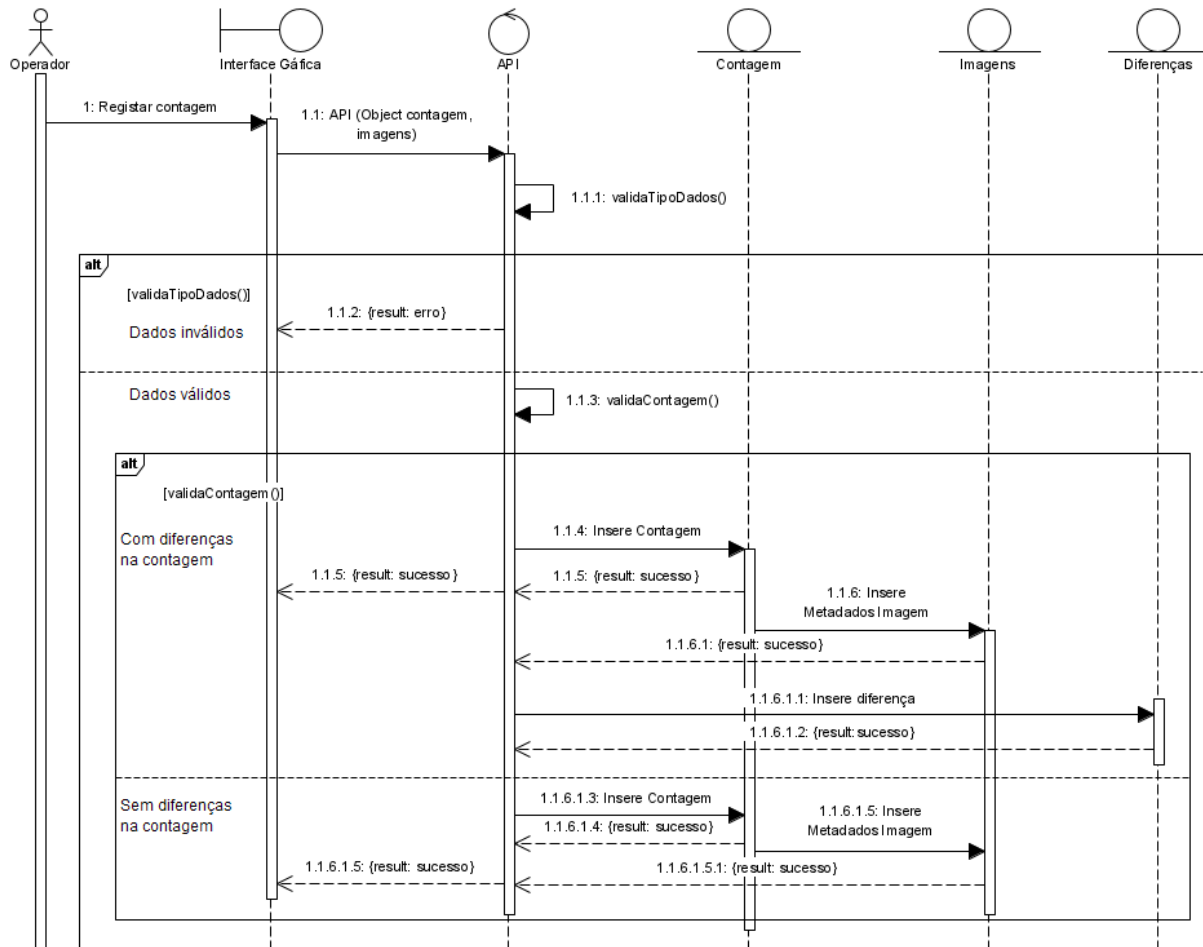 Operador
Interface Gáfica
API
Contagem
Imagens
Diferenças
1: Registar contagem
1.1: API (Object contagem,
imagens)
1.1.1: validaTipoDados()
alt
[validaTipoDados()]
1.1.2: {result: erro}
Dados inválidos
Dados válidos
1.1.3: validaContagem()
alt
[validaContagem()]
Com diferenças
na contagem
1.1.4: Insere Contagem
1.1.5: {result: sucesso}
1.1.5: {result: sucesso}
1.1.6: Insere
Metadados Imagem
1.1.6.1: {result: sucesso}
1.1.6.1.1: Insere diferença
1.1.6.1.2: {result: sucesso}
Sem diferenças
na contagem
1.1.6.1.3: Insere Contagem
1.1.6.1.4: {result: sucesso}
1.1.6.1.5: Insere
Metadados Imagem
1.1.6.1.5: {result: sucesso}
1.1.6.1.5.1: {result: sucesso}